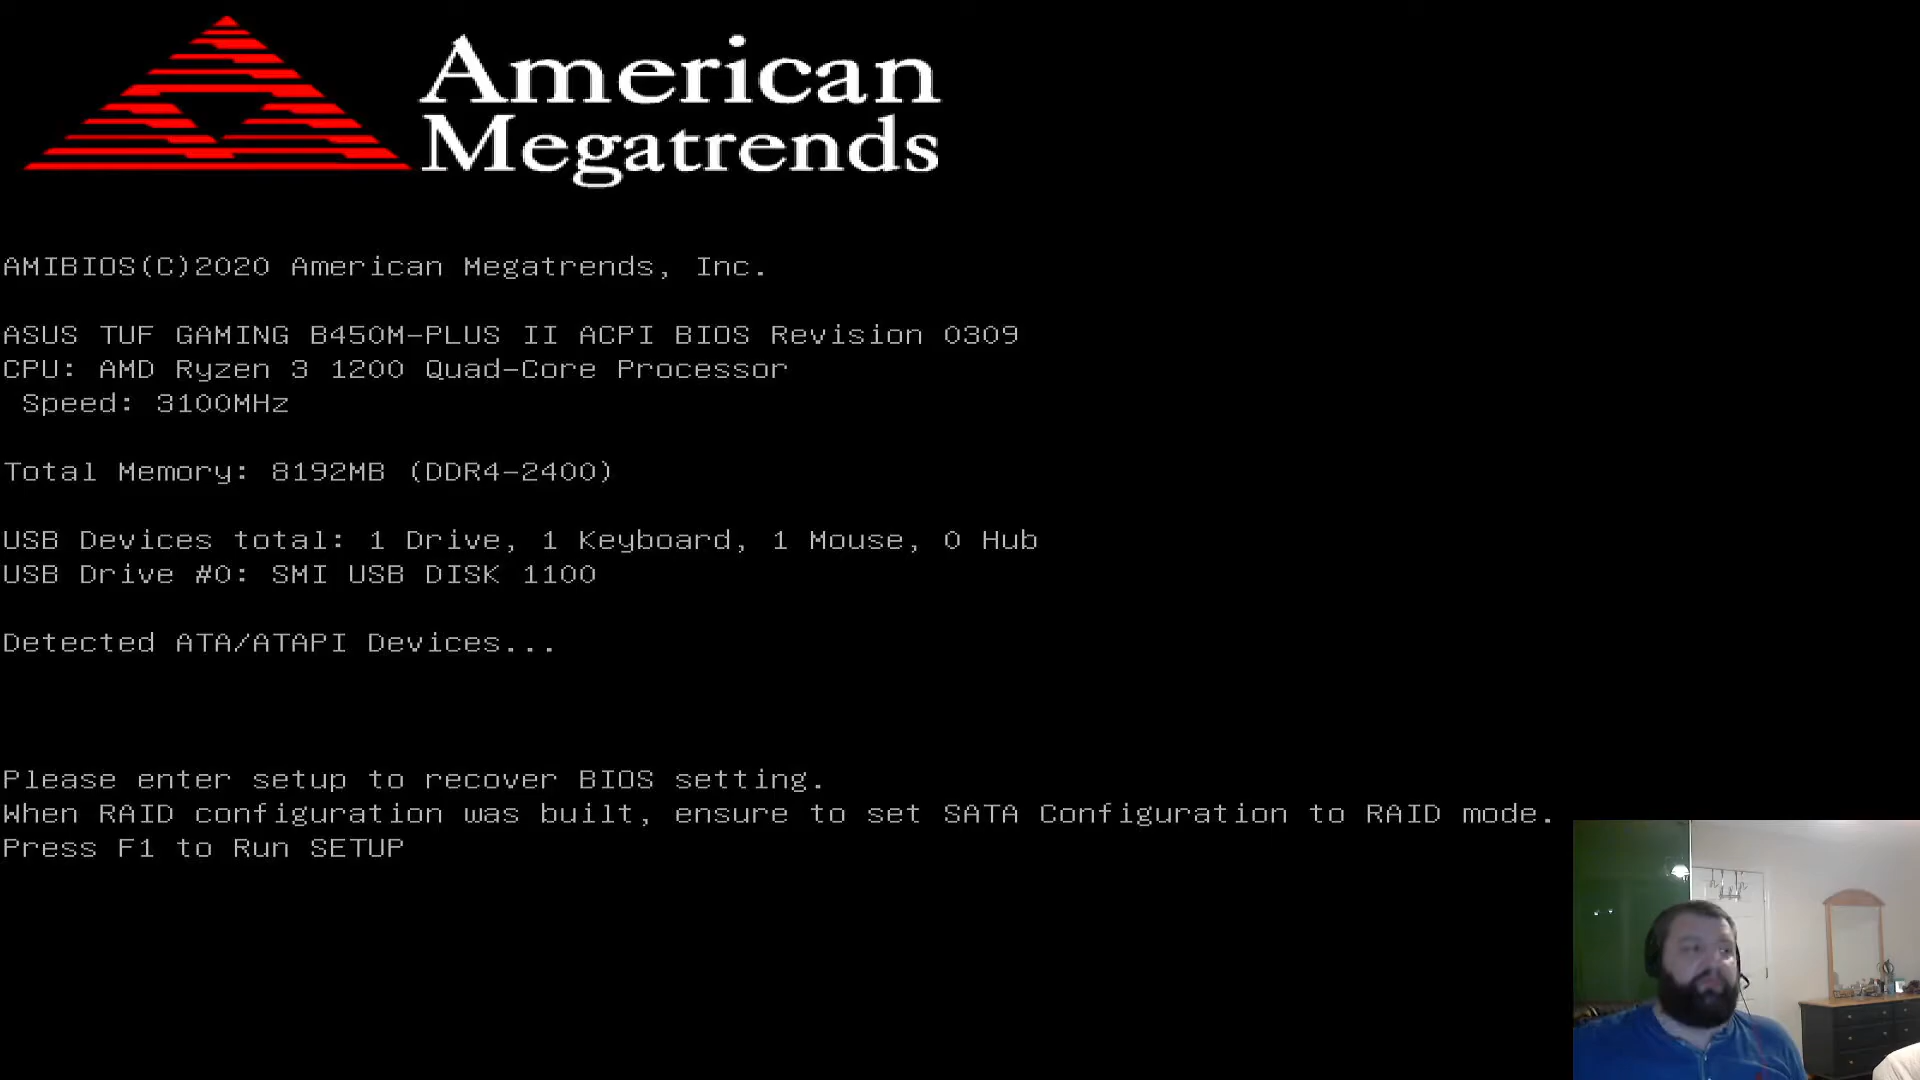 American
Megatrends
AMIBIOS(C)2020 American Megatrends, Inc.
ASUS TUF GAMING B450M-PLUS II ACPI BIOS Revision 0309
CPU: AMD Ryzen 3 1200 Quad-Core Processor
Speed: 3100MHz
Total Memory: 8192MB (DDR4-2400)
USB Devices total: 1 Drive, 1 Keyboard, 1 Mouse, 0 Hub
USB Drive #0: SMI USB DISK 1100
Detected ATA/ATAPI Devices...
Please enter setup to recover BIOS setting.
When RAID configuration was built, ensure to set SATA Configuration to RAID mode.
Press F1 to Run SETUP